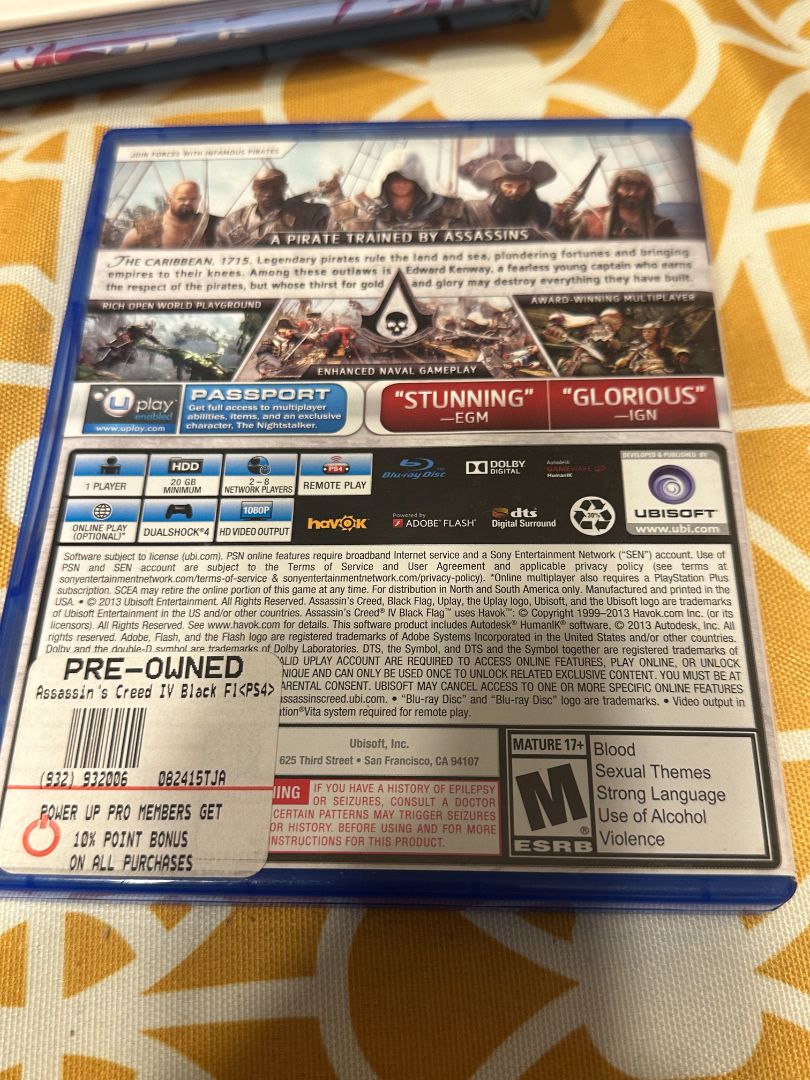 JOIN FORCES WITH INFAMOUS PIRATES
A PIRATE TRAINED BY ASSASSINS
THE CARIBBEAN, 1715. Legendary pirates rule the land and sea, plundering fortunes and bringing
empires to their knees. Among these outlaws is Edward Kenway, a fearless young captain who earns
the respect of the pirates, but whose thirst for gold and glory may destroy everything they have built.
RICH OPEN WORLD PLAYGROUND
AWARD-WINNING MULTIPLAYER
ENHANCED NAVAL GAMEPLAY
uplay
enabled
www.uplay.com
PASSPORT
Get full access to multiplayer
abilities, items, and an exclusive
character, The Nightstalker.
"STUNNING"
—EGM
"GLORIOUS"
—IGN
1 PLAYER
HDD
20 GB
MINIMUM
2 – 8
NETWORK PLAYERS
PS4
REMOTE PLAY
Blu-ray Disc™
DOLBY
DIGITAL
Autodesk
GAMEWARE
HumanIK
DEVELOPED & PUBLISHED BY
UBISOFT®
www.ubi.com
ONLINE PLAY
(OPTIONAL)*
DUALSHOCK®4
1080P
HD VIDEO OUTPUT
havok
Powered by
ADOBE® FLASH®
dts
Digital Surround
30%
Software subject to license (ubi.com). PSN online features require broadband Internet service and a Sony Entertainment Network ("SEN") account. Use of
PSN and SEN account are subject to the Terms of Service and User Agreement and applicable privacy policy (see terms at
sonyentertainmentnetwork.com/terms-of-service & sonyentertainmentnetwork.com/privacy-policy). *Online multiplayer also requires a PlayStation Plus
subscription. SCEA may retire the online portion of this game at any time. For distribution in North and South America only. Manufactured and printed in the
USA. • © 2013 Ubisoft Entertainment. All Rights Reserved. Assassin's Creed, Black Flag, Uplay, the Uplay logo, Ubisoft, and the Ubisoft logo are trademarks
of Ubisoft Entertainment in the US and/or other countries. Assassin's Creed® IV Black Flag™ uses Havok™: © Copyright 1999–2013 Havok.com Inc. (or its
licensors). All Rights Reserved. See www.havok.com for details. This software product includes Autodesk® HumanIK® software, © 2013 Autodesk, Inc. All
rights reserved. Adobe, Flash, and the Flash logo are registered trademarks of Adobe Systems Incorporated in the United States and/or other countries.
Dolby and the double-D symbol are trademarks of Dolby Laboratories. DTS, the Symbol, and DTS and the Symbol together are registered trademarks of
ALID UPLAY ACCOUNT ARE REQUIRED TO ACCESS ONLINE FEATURES, PLAY ONLINE, OR UNLOCK
NIQUE AND CAN ONLY BE USED ONCE TO UNLOCK RELATED EXCLUSIVE CONTENT. YOU MUST BE AT
ARENTAL CONSENT. UBISOFT MAY CANCEL ACCESS TO ONE OR MORE SPECIFIC ONLINE FEATURES
assassinscreed.ubi.com. • "Blu-ray Disc" and "Blu-ray Disc" logo are trademarks. • Video output in
tion®Vita system required for remote play.
PRE-OWNED
Assassin's Creed IV Black Fl<PS4>
(932) 932006 082415TJA
POWER UP PRO MEMBERS GET
10% POINT BONUS
ON ALL PURCHASES
Ubisoft, Inc.
625 Third Street • San Francisco, CA 94107
ING
IF YOU HAVE A HISTORY OF EPILEPSY
OR SEIZURES, CONSULT A DOCTOR
CERTAIN PATTERNS MAY TRIGGER SEIZURES
OR HISTORY. BEFORE USING AND FOR MORE
INSTRUCTIONS FOR THIS PRODUCT.
MATURE 17+
M
®
ESRB
Blood
Sexual Themes
Strong Language
Use of Alcohol
Violence